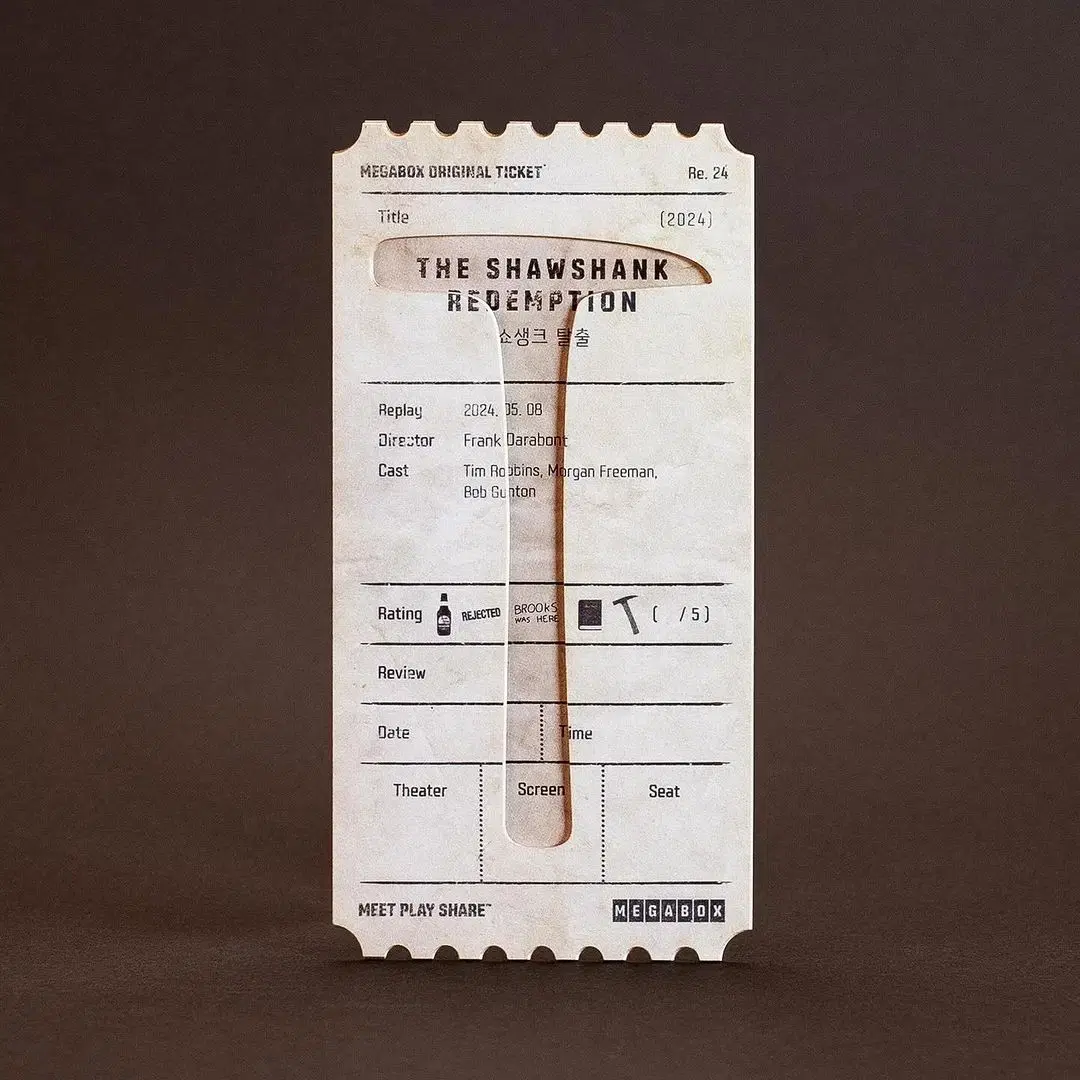 MEGABOX ORIGINAL TICKET Re. 24
Title (2024)
THE SHAWSHANK
REDEMPTION
쇼생크 탈출
Replay 2024. 05. 08
Director Frank Darabont
Cast Tim Robbins, Morgan Freeman,
Bob Gunton
Rating REJECTED BROOKS WAS HERE ( /5)
Review
Date Time
Theater Screen Seat
MEET PLAY SHARE™ MEGABOX